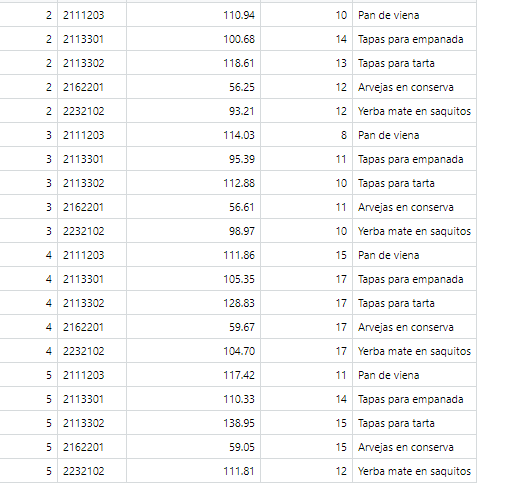 2 2111203 110.94 10 Pan de viena
2 2113301 100.68 14 Tapas para empanada
2 2113302 118.61 13 Tapas para tarta
2 2162201 56.25 12 Arvejas en conserva
2 2232102 93.21 12 Yerba mate en saquitos
3 2111203 114.03 8 Pan de viena
3 2113301 95.39 11 Tapas para empanada
3 2113302 112.88 10 Tapas para tarta
3 2162201 56.61 11 Arvejas en conserva
3 2232102 98.97 10 Yerba mate en saquitos
4 2111203 111.86 15 Pan de viena
4 2113301 105.35 17 Tapas para empanada
4 2113302 128.83 17 Tapas para tarta
4 2162201 59.67 17 Arvejas en conserva
4 2232102 104.70 17 Yerba mate en saquitos
5 2111203 117.42 11 Pan de viena
5 2113301 110.33 14 Tapas para empanada
5 2113302 138.95 15 Tapas para tarta
5 2162201 59.05 15 Arvejas en conserva
5 2232102 111.81 12 Yerba mate en saquitos